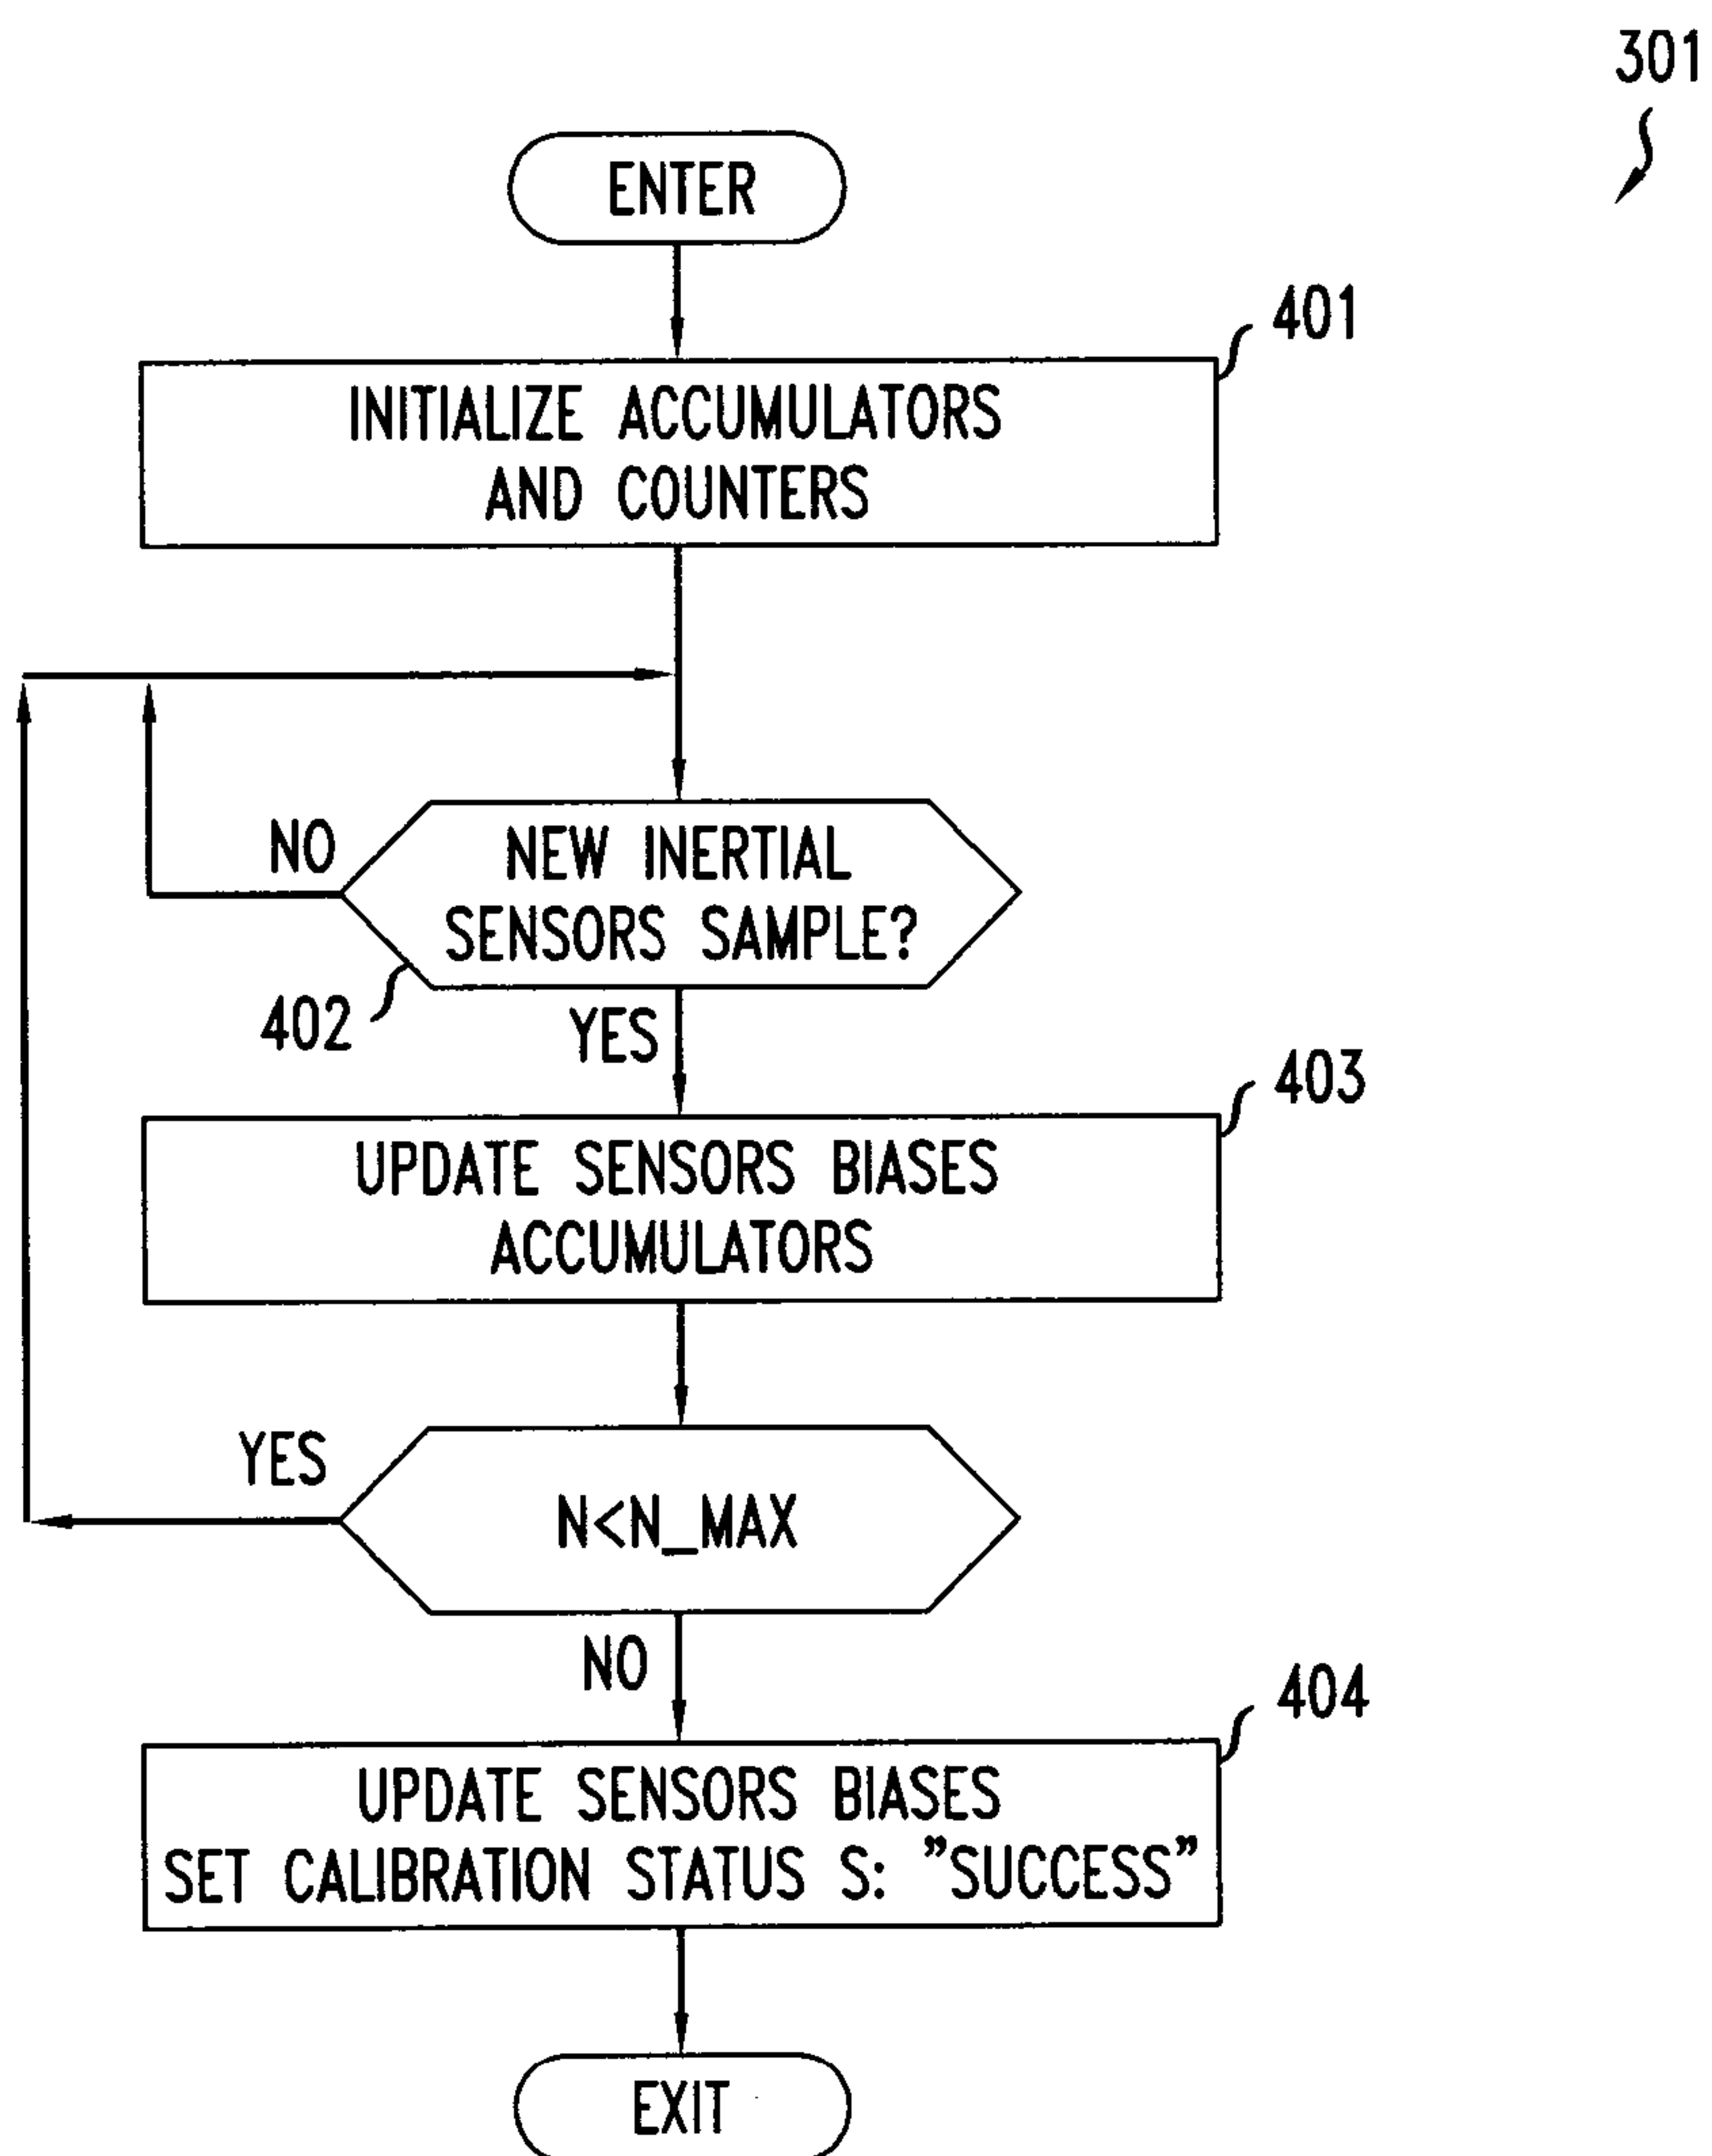 301
ENTER
401
INITIALIZE ACCUMULATORS
AND COUNTERS
NO
NEW INERTIAL
SENSORS SAMPLE?
402
YES
403
UPDATE SENSORS BIASES
ACCUMULATORS
YES
N<N_MAX
NO
404
UPDATE SENSORS BIASES
SET CALIBRATION STATUS S: "SUCCESS"
EXIT